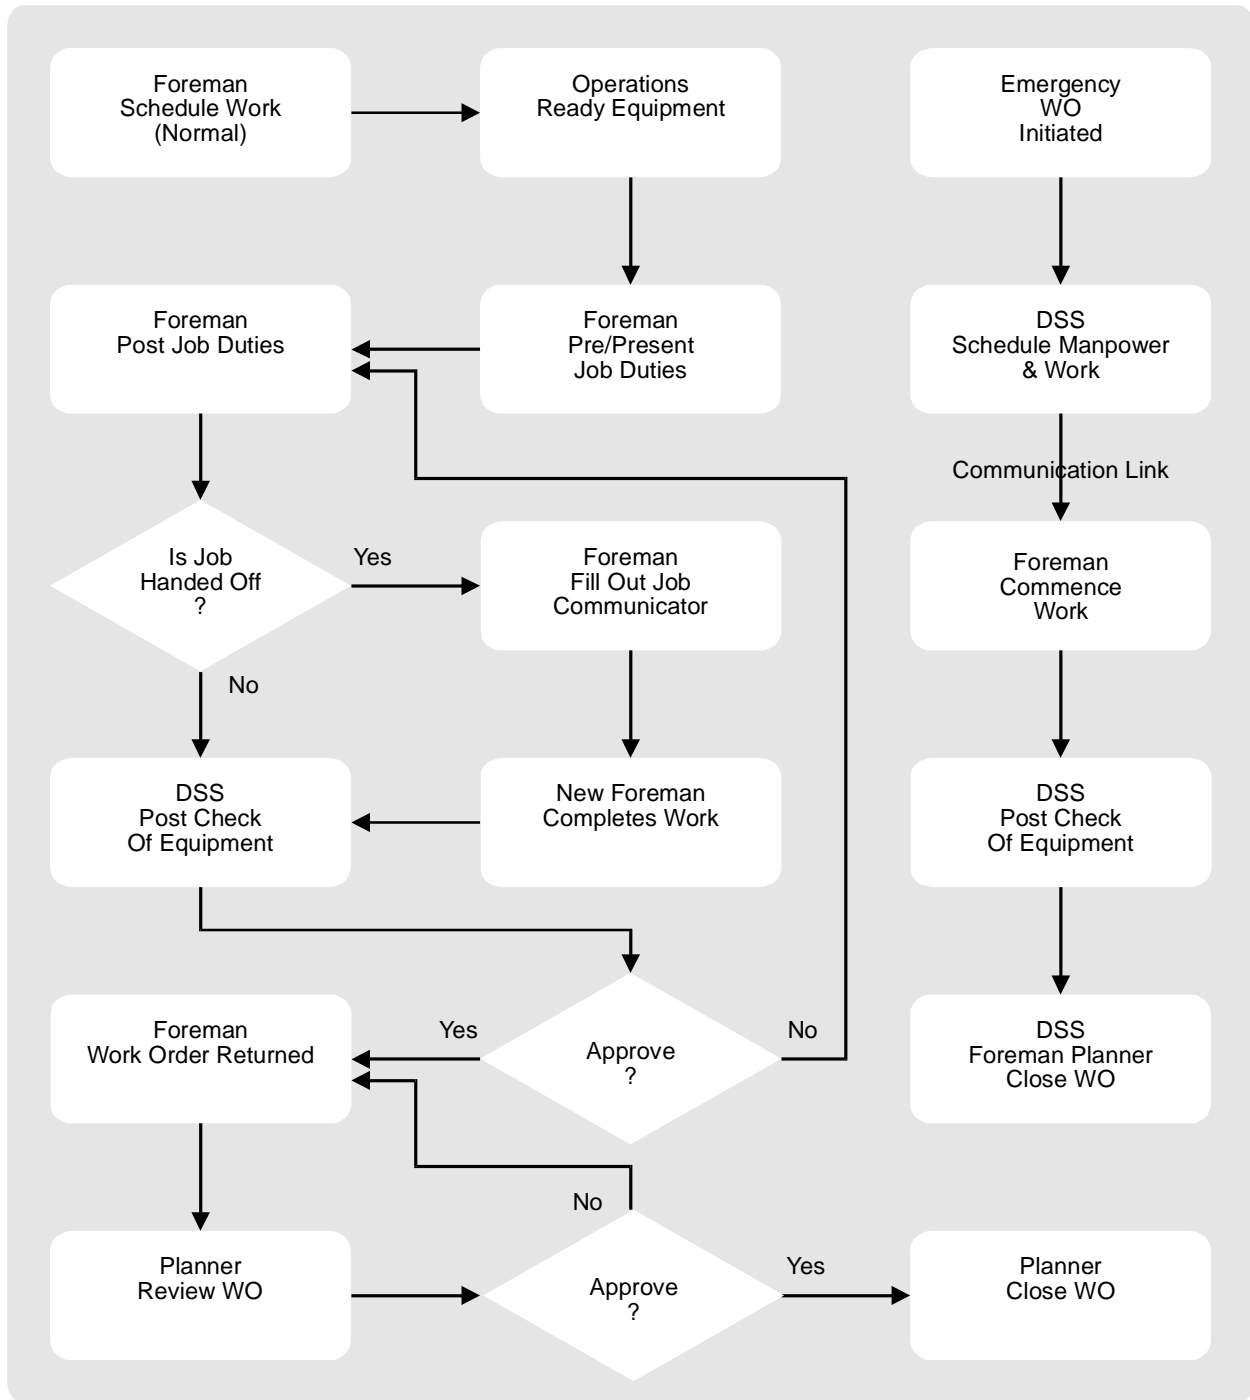 Foreman
Schedule Work
(Normal)
Operations
Ready Equipment
Emergency
WO
Initiated
Foreman
Post Job Duties
Foreman
Pre/Present
Job Duties
DSS
Schedule Manpower
& Work
Communication Link
Is Job
Handed Off
?
Yes
Foreman
Fill Out Job
Communicator
Foreman
Commence
Work
No
DSS
Post Check
Of Equipment
New Foreman
Completes Work
DSS
Post Check
Of Equipment
Foreman
Work Order Returned
Yes
Approve
?
No
DSS
Foreman Planner
Close WO
No
Planner
Review WO
Approve
?
Yes
Planner
Close WO